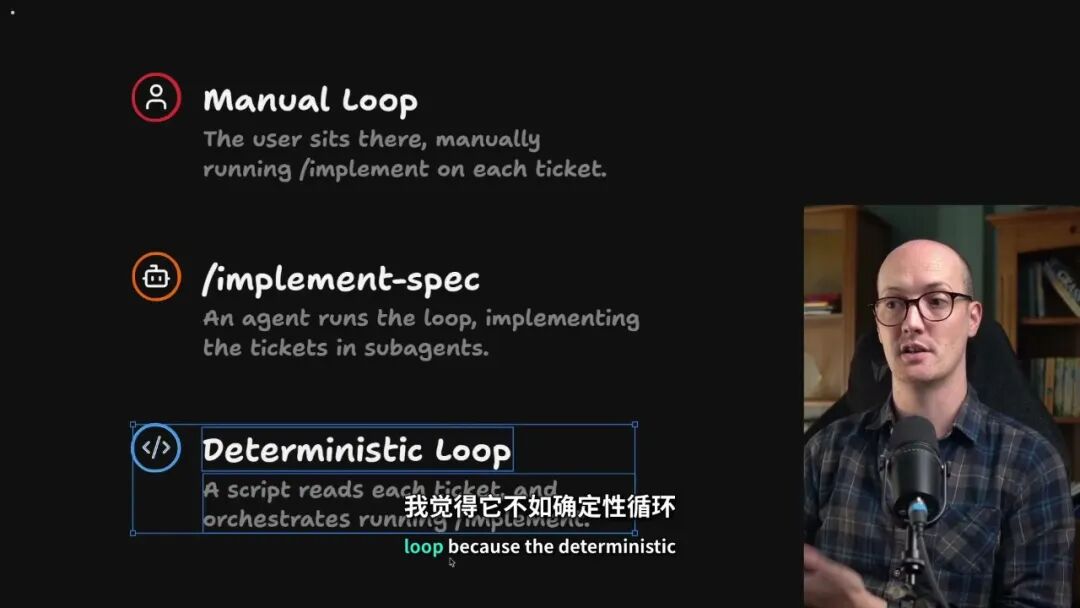 Manual Loop
The user sits there, manually
running /implement on each ticket.
/implement-spec
An agent runs the loop, implementing
the tickets in subagents.
Deterministic Loop
A script reads each ticket, and
orchestrates running /implement.
我觉得它不如确定性循环
loop because the deterministic